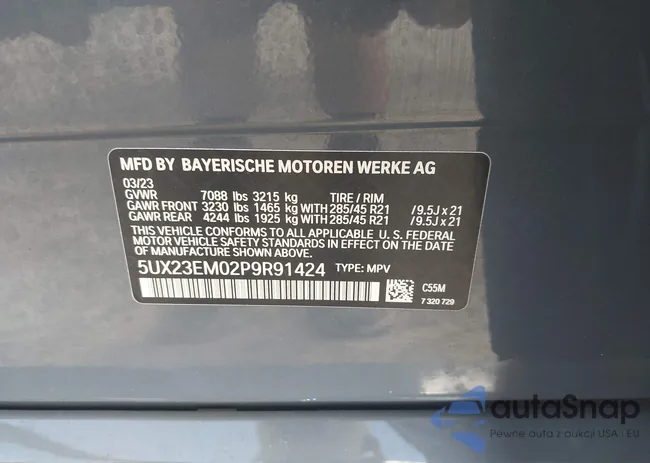 MFD BY BAYERISCHE MOTOREN WERKE AG
03/23
GVWR 7088 lbs 3215 kg TIRE / RIM
GAWR FRONT 3230 lbs 1465 kg WITH 285/45 R21 /9.5J x 21
GAWR REAR 4244 lbs 1925 kg WITH 285/45 R21 /9.5J x 21
THIS VEHICLE CONFORMS TO ALL APPLICABLE U. S. FEDERAL
MOTOR VEHICLE SAFETY STANDARDS IN EFFECT ON THE DATE
OF MANUFACTURE SHOWN ABOVE.
5UX23EM02P9R91424 TYPE: MPV
C55M
7 320 729
autaSnap
Pewne auta z aukcji USA - EU